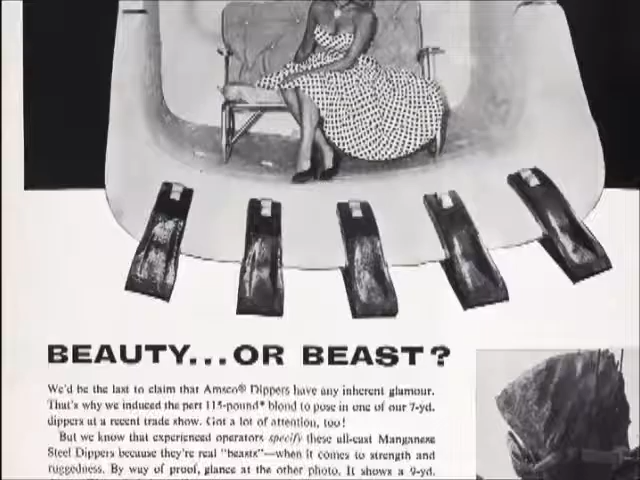 BEAUTY...OR BEAST?
We'd be the last to claim that Amsco® Dippers have any inherent glamour.
That's why we induced the pert 115-pound* blond to pose in one of our 7-yd.
dippers at a recent trade show. Got a lot of attention, too!
But we know that experienced operators specify these all-cast Manganese
Steel Dippers because they're real "beasts"—when it comes to strength and
ruggedness. By way of proof, glance at the other photo. It shows a 9-yd.